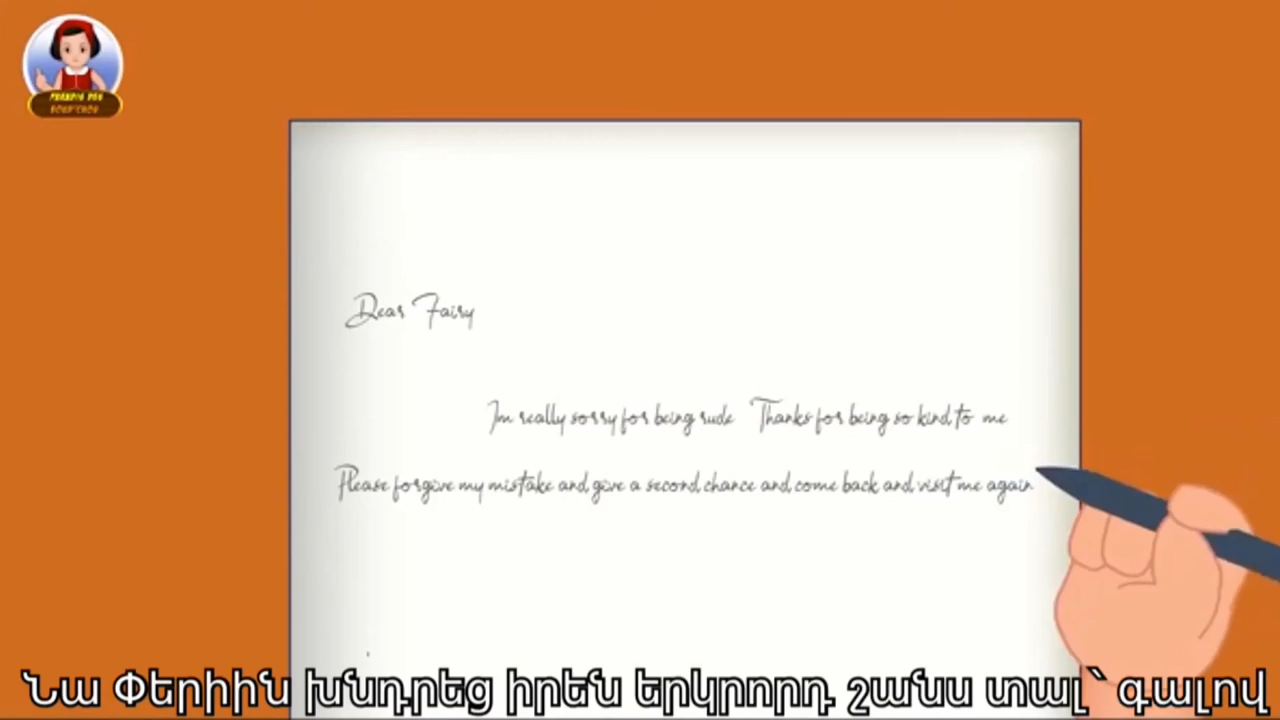 Dear Fairy
Im really sorry for being rude Thanks for being so kind to me
Please forgive my mistake and give a second chance and come back and visit me again
Նա Փերիին խնդրեց իրեն երկրորդ շանս տալ՝ գալով